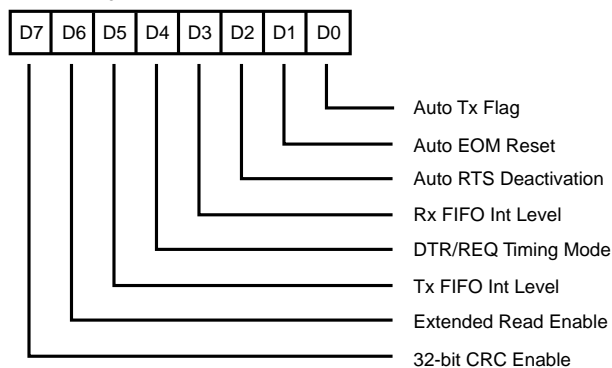 D7 D6 D5 D4 D3 D2 D1 D0
Auto Tx Flag
Auto EOM Reset
Auto RTS Deactivation
Rx FIFO Int Level
DTR/REQ Timing Mode
Tx FIFO Int Level
Extended Read Enable
32-bit CRC Enable